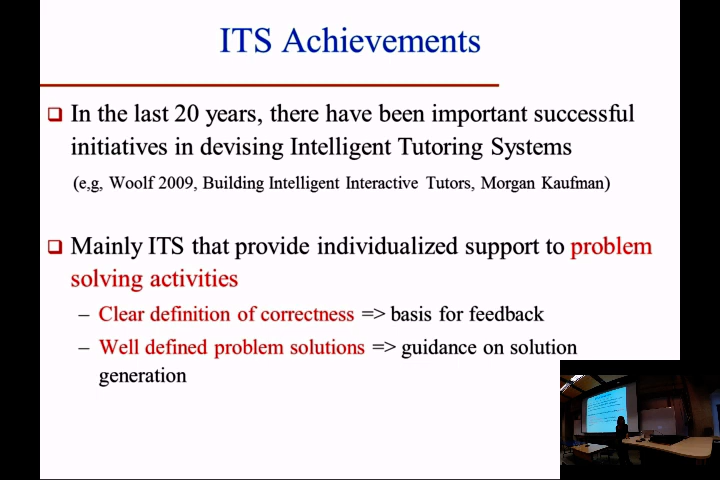 ITS Achievements
In the last 20 years, there have been important successful
initiatives in devising Intelligent Tutoring Systems
(e,g, Woolf 2009, Building Intelligent Interactive Tutors, Morgan Kaufman)
Mainly ITS that provide individualized support to problem
solving activities
– Clear definition of correctness => basis for feedback
– Well defined problem solutions => guidance on solution
generation